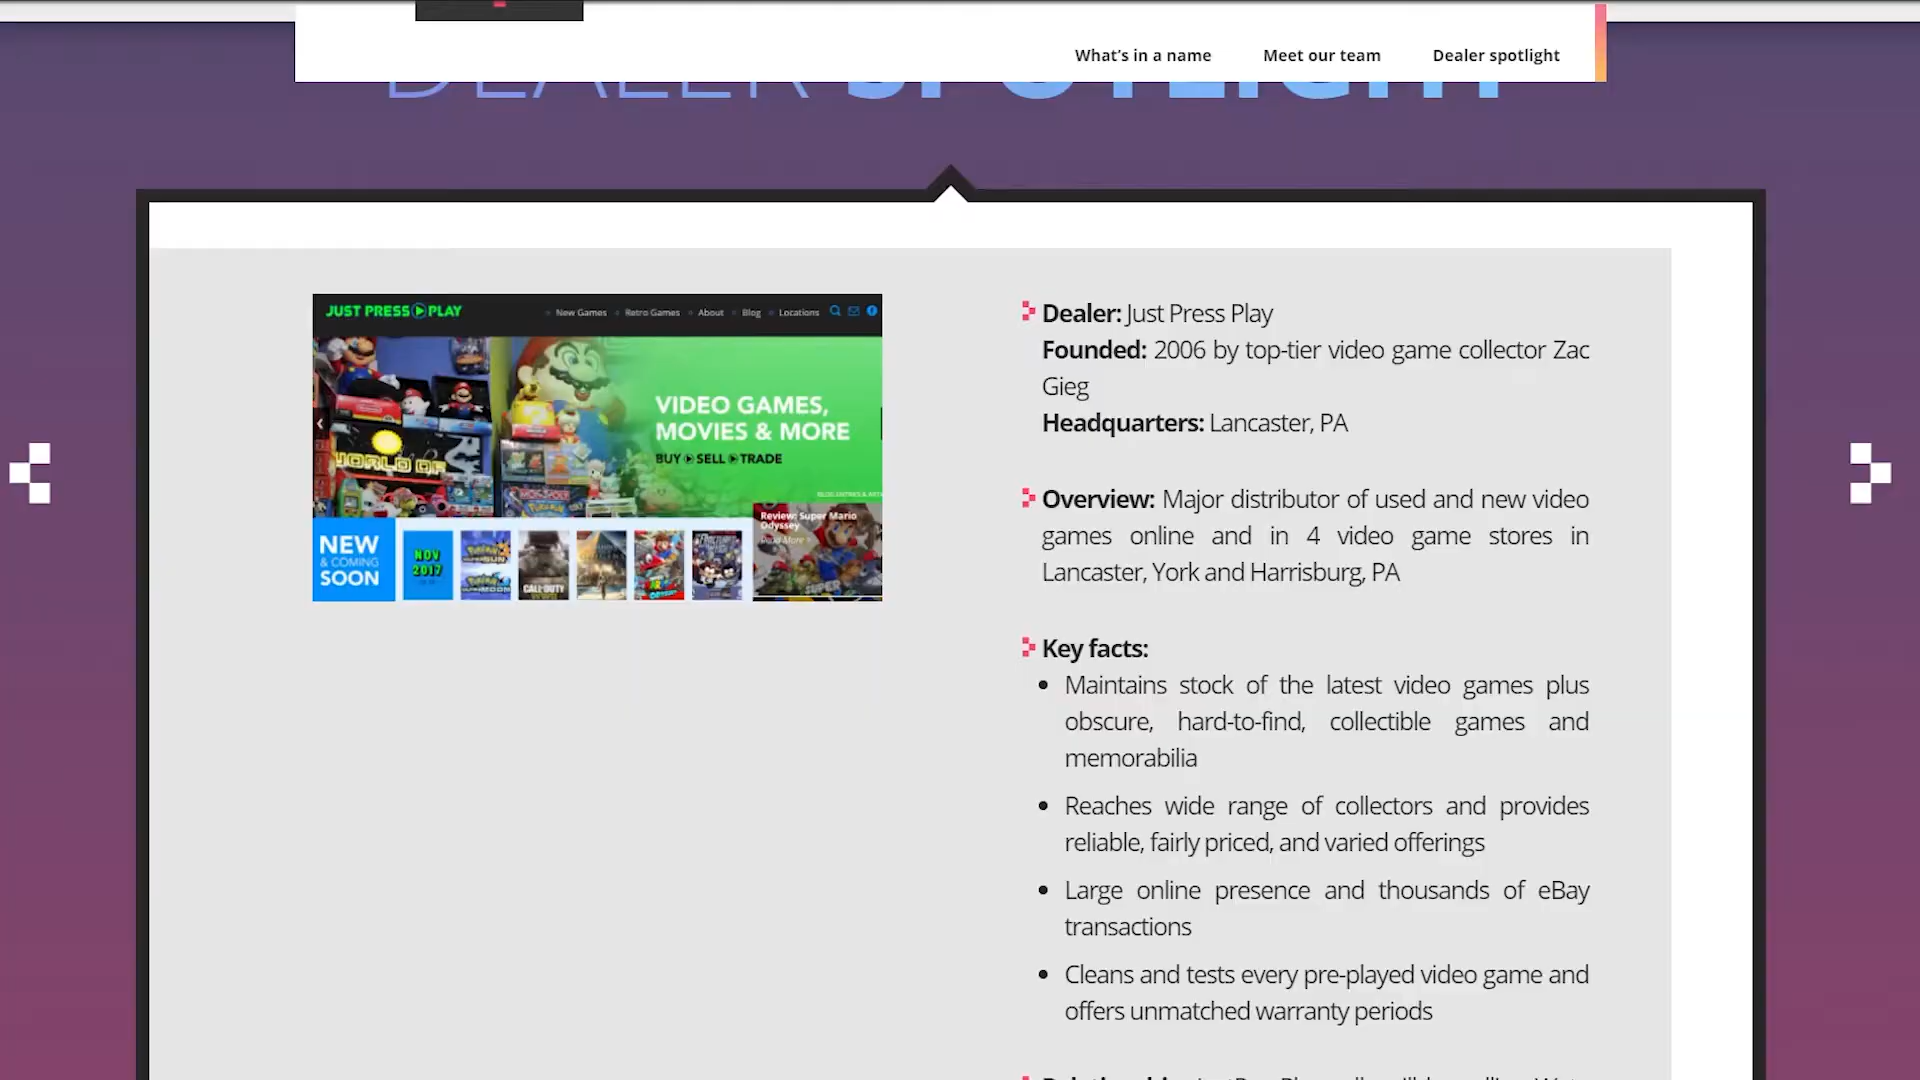 What's in a name Meet our team Dealer spotlight
DEALER SPOTLIGHT
JUST PRESS PLAY
New Games Retro Games About Blog Locations
VIDEO GAMES,
MOVIES & MORE
BUY SELL TRADE
WORLD OF
Review: Super Mario
Odyssey
Read More
NEW
& COMING
SOON
NOV
2017
CALL OF DUTY
Dealer: Just Press Play
Founded: 2006 by top-tier video game collector Zac
Gieg
Headquarters: Lancaster, PA
Overview: Major distributor of used and new video
games online and in 4 video game stores in
Lancaster, York and Harrisburg, PA
Key facts:
Maintains stock of the latest video games plus
obscure, hard-to-find, collectible games and
memorabilia
Reaches wide range of collectors and provides
reliable, fairly priced, and varied offerings
Large online presence and thousands of eBay
transactions
Cleans and tests every pre-played video game and
offers unmatched warranty periods